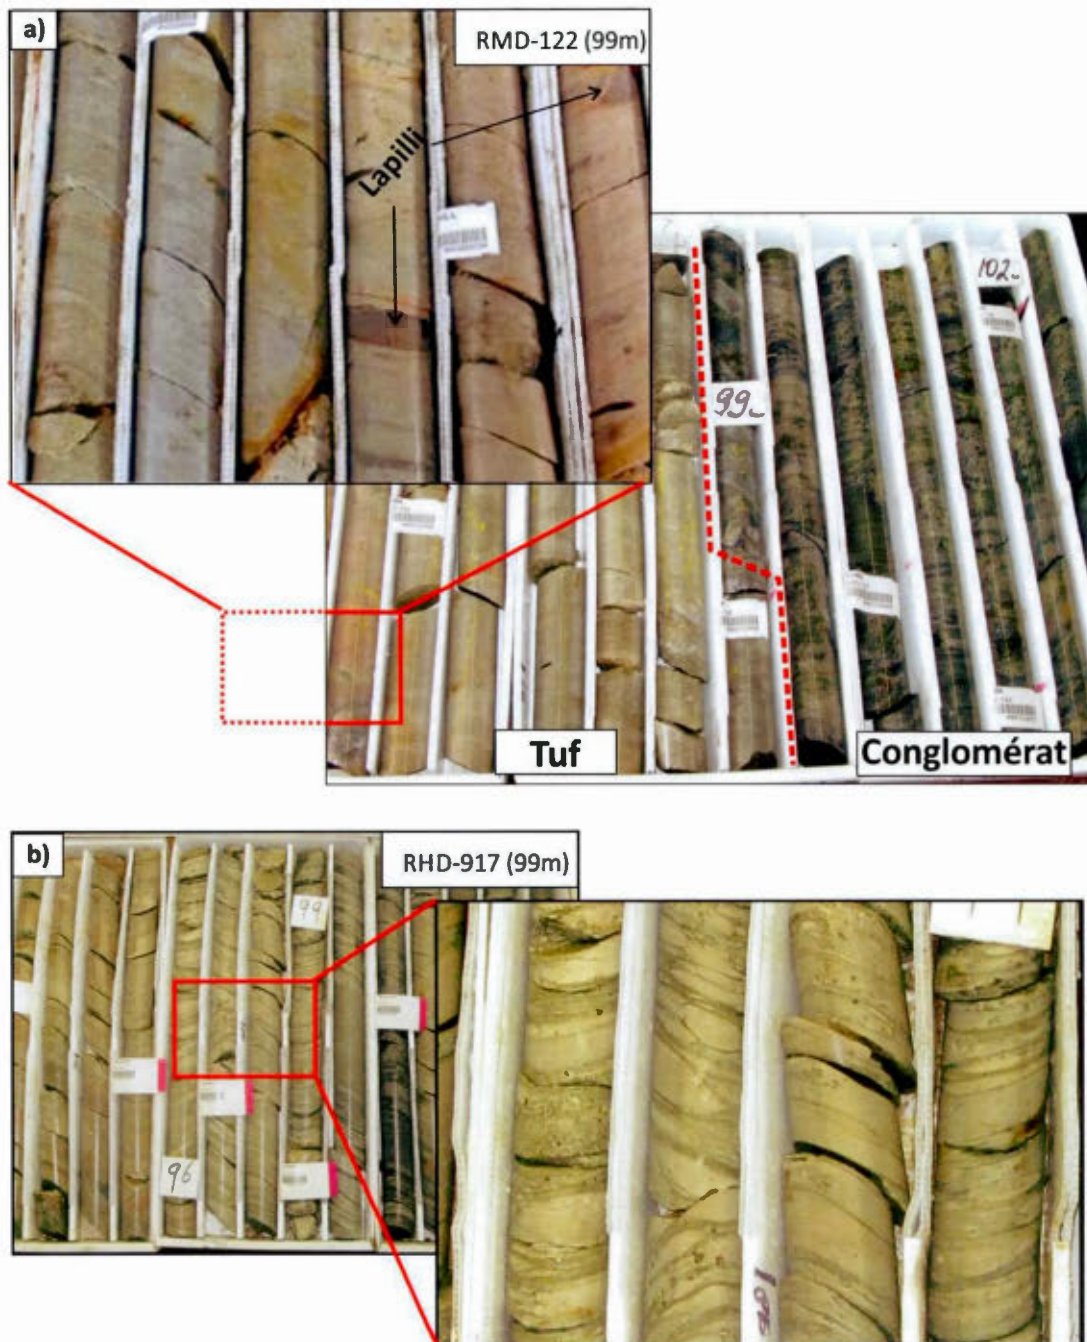 a)
RMD-122 (99m)
Lapilli
99
102
Tuf
Conglomérat
b)
RHD-917 (99m)
99
96